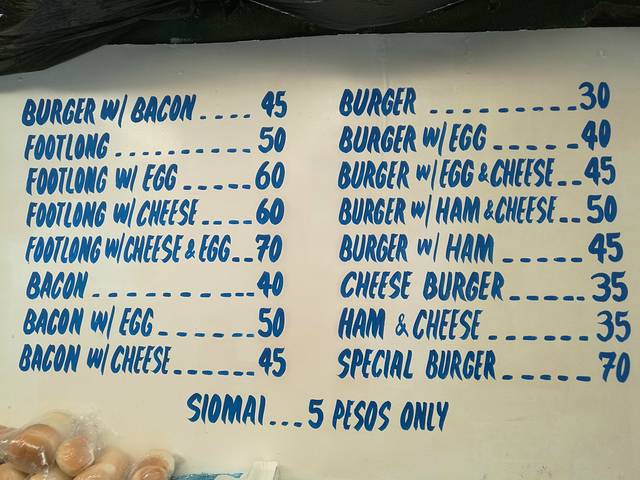 BURGER W/ BACON .... 45
FOOTLONG .......... 50
FOOTLONG W/ EGG ..... 60
FOOTLONG W/ CHEESE .... 60
FOOTLONG W/ CHEESE & EGG .. 70
BACON ............ 40
BACON W/ EGG ....... 50
BACON W/ CHEESE ...... 45
BURGER ........... 30
BURGER W/ EGG ..... 40
BURGER W/ EGG & CHEESE .. 45
BURGER W/ HAM & CHEESE .. 50
BURGER W/ HAM ..... 45
CHEESE BURGER ..... 35
HAM & CHEESE ....... 35
SPECIAL BURGER ...... 70
SIOMAI ... 5 PESOS ONLY